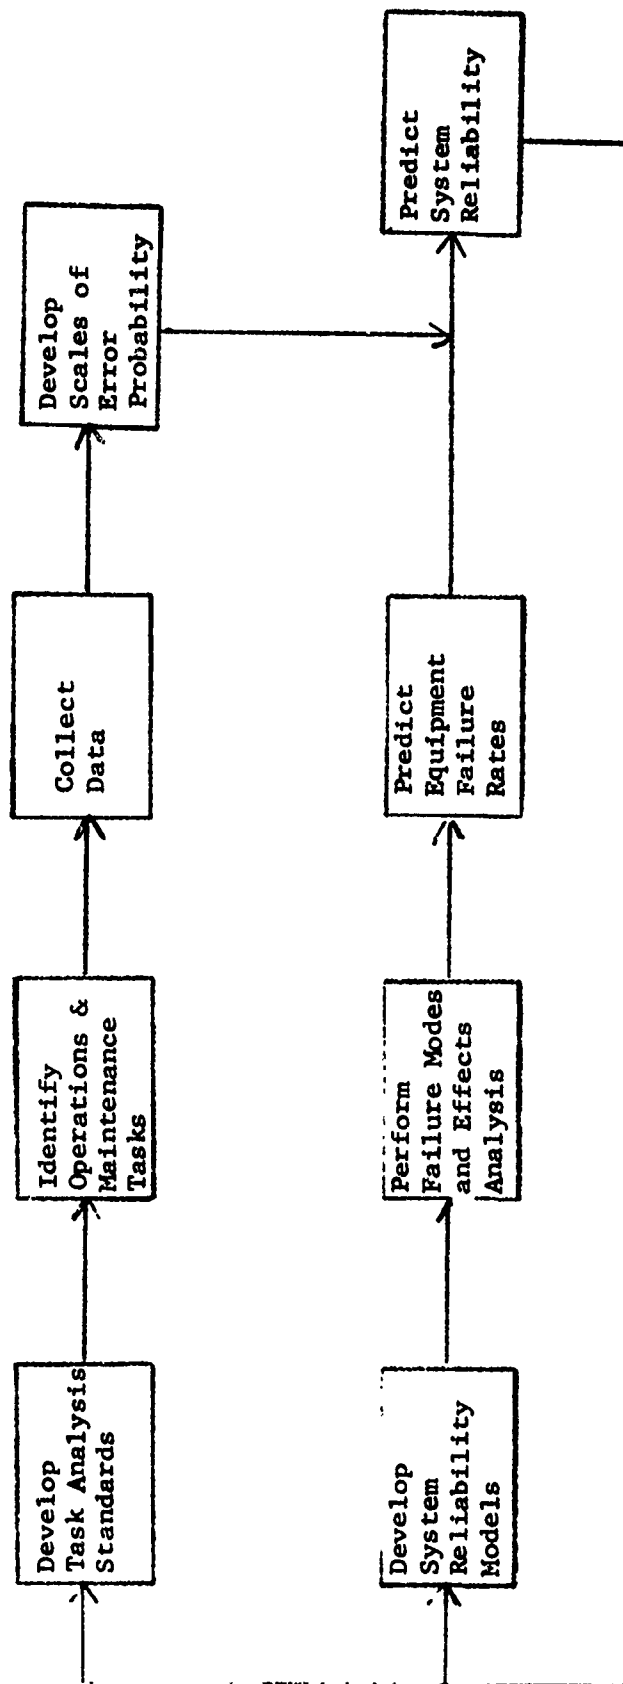 Develop
Task Analysis
Standards
Identify
Operations &
Maintenance
Tasks
Collect
Data
Develop
Scales of
Error
Probability
Develop
System
Reliability
Models
Perform
Failure Modes
and Effects
Analysis
Predict
Equipment
Failure
Rates
Predict
System
Reliability